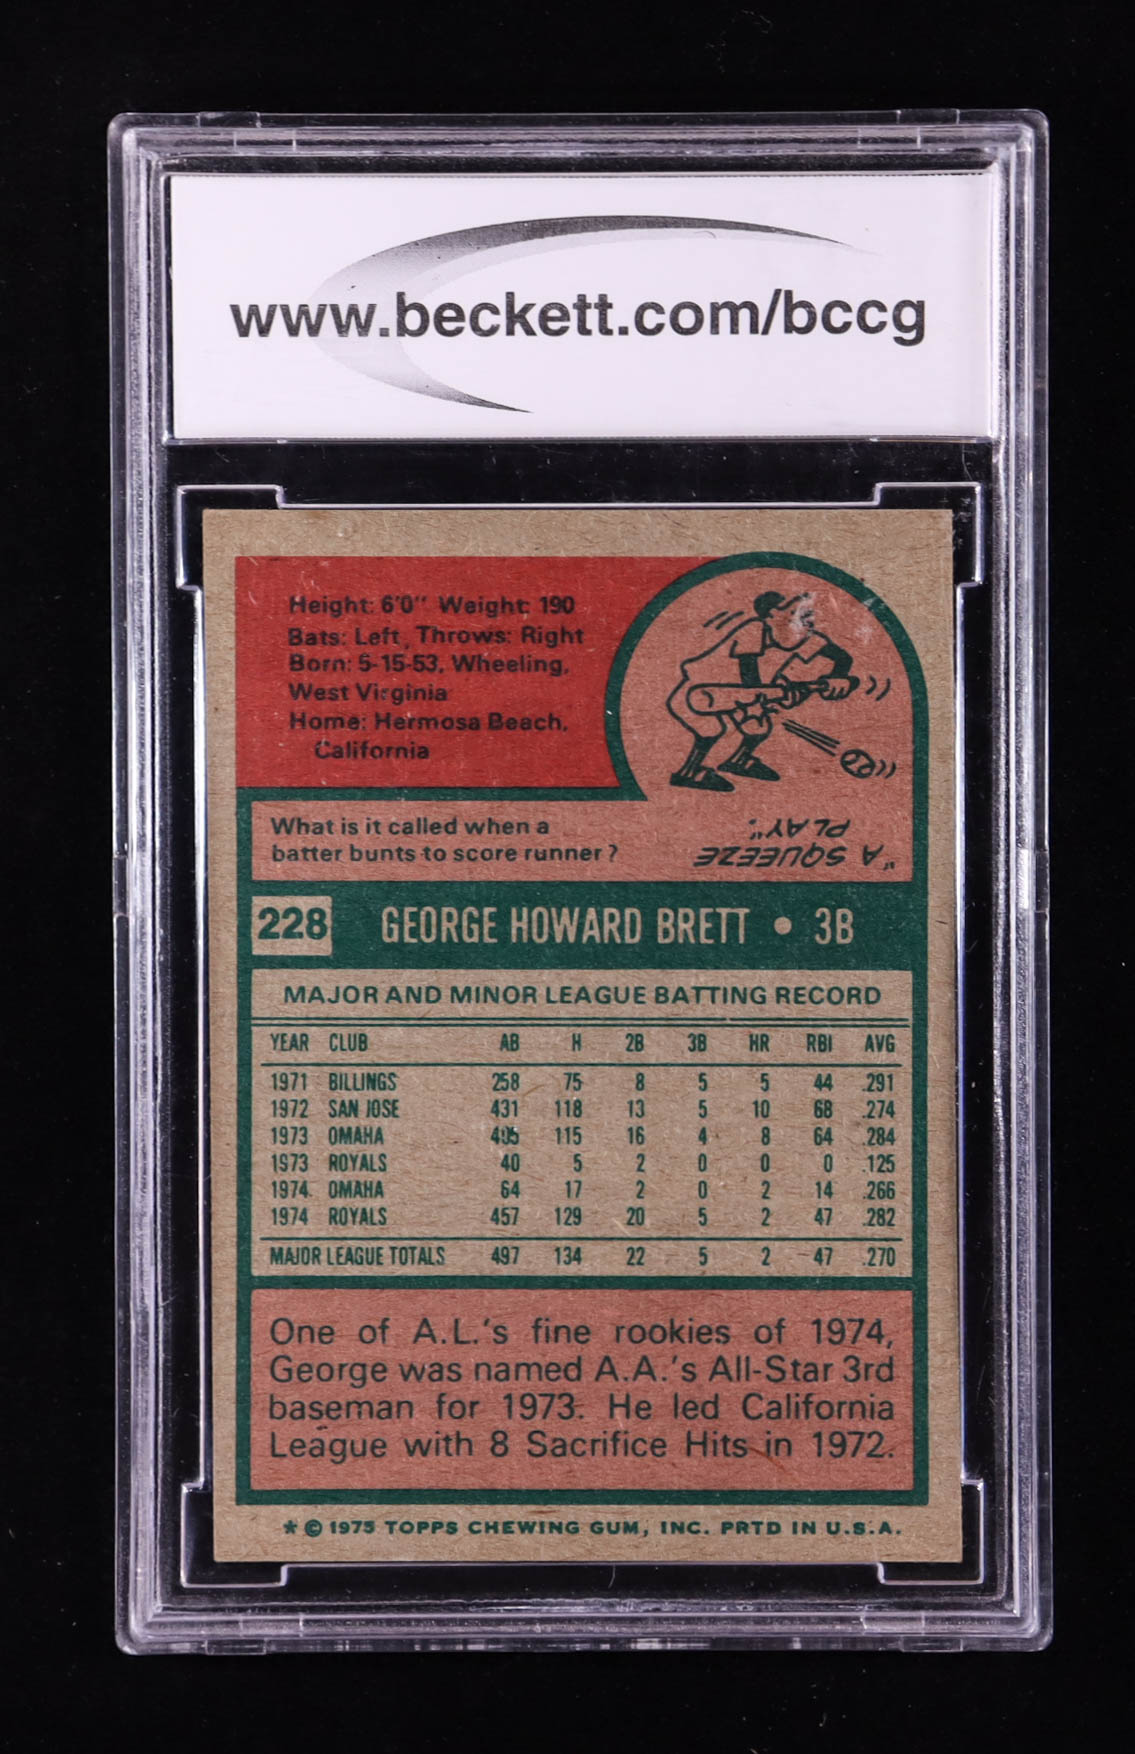 www.beckett.com/bccg
Height: 6'0" Weight: 190
Bats: Left, Throws: Right
Born: 5-15-53, Wheeling,
West Virginia
Home: Hermosa Beach,
California
What is it called when a
batter bunts to score runner?
"A SQUEEZE
PLAY".
228 GEORGE HOWARD BRETT • 3B
MAJOR AND MINOR LEAGUE BATTING RECORD
YEAR CLUB AB H 2B 3B HR RBI AVG
1971 BILLINGS 258 75 8 5 5 44 .291
1972 SAN JOSE 431 118 13 5 10 68 .274
1973 OMAHA 405 115 16 4 8 64 .284
1973 ROYALS 40 5 2 0 0 0 .125
1974 OMAHA 64 17 2 0 2 14 .266
1974 ROYALS 457 129 20 5 2 47 .282
MAJOR LEAGUE TOTALS 497 134 22 5 2 47 .270
One of A.L.'s fine rookies of 1974,
George was named A.A.'s All-Star 3rd
baseman for 1973. He led California
League with 8 Sacrifice Hits in 1972.
* © 1975 TOPPS CHEWING GUM, INC. PRTD IN U.S.A.